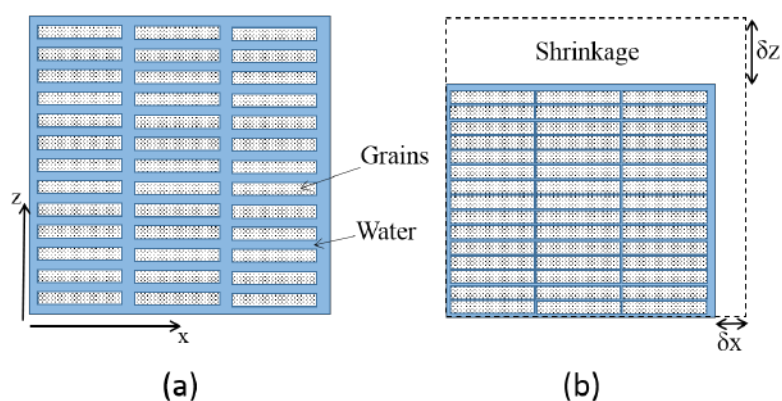 Shrinkage
δz
Grains
Water
z
x
δx
(a)
(b)